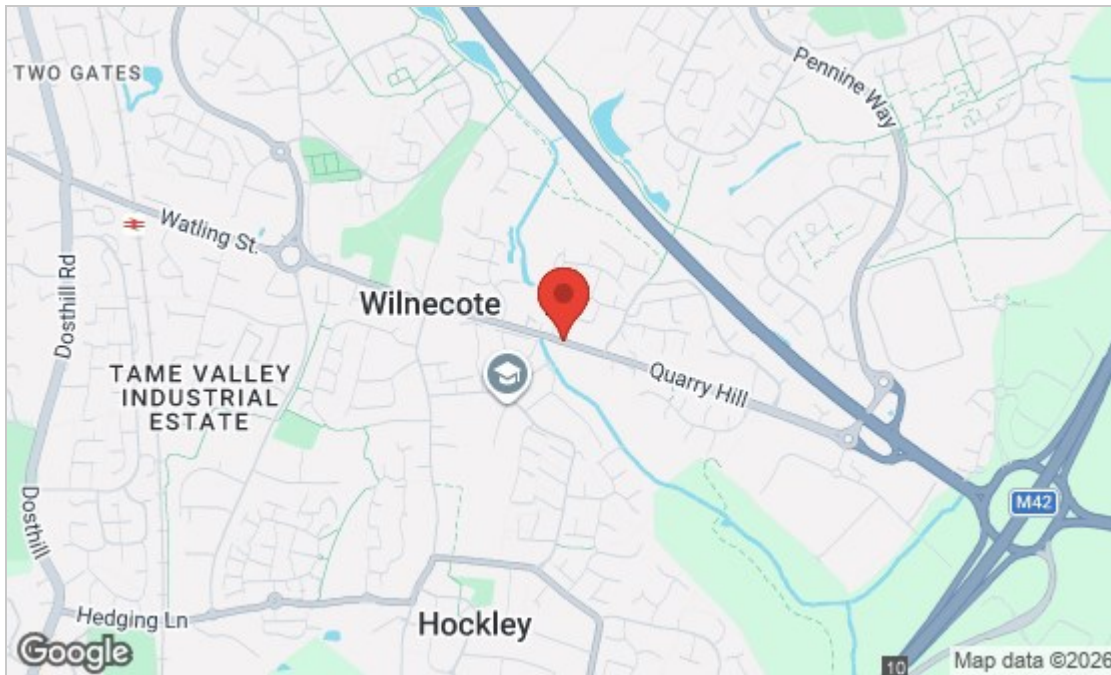 TWO GATES
Pennine Way
Watling St.
Dosthill Rd
Wilnecote
TAME VALLEY
INDUSTRIAL
ESTATE
Quarry Hill
M42
Dosthill
Hedging Ln
Hockley
10
Google
Map data ©2026